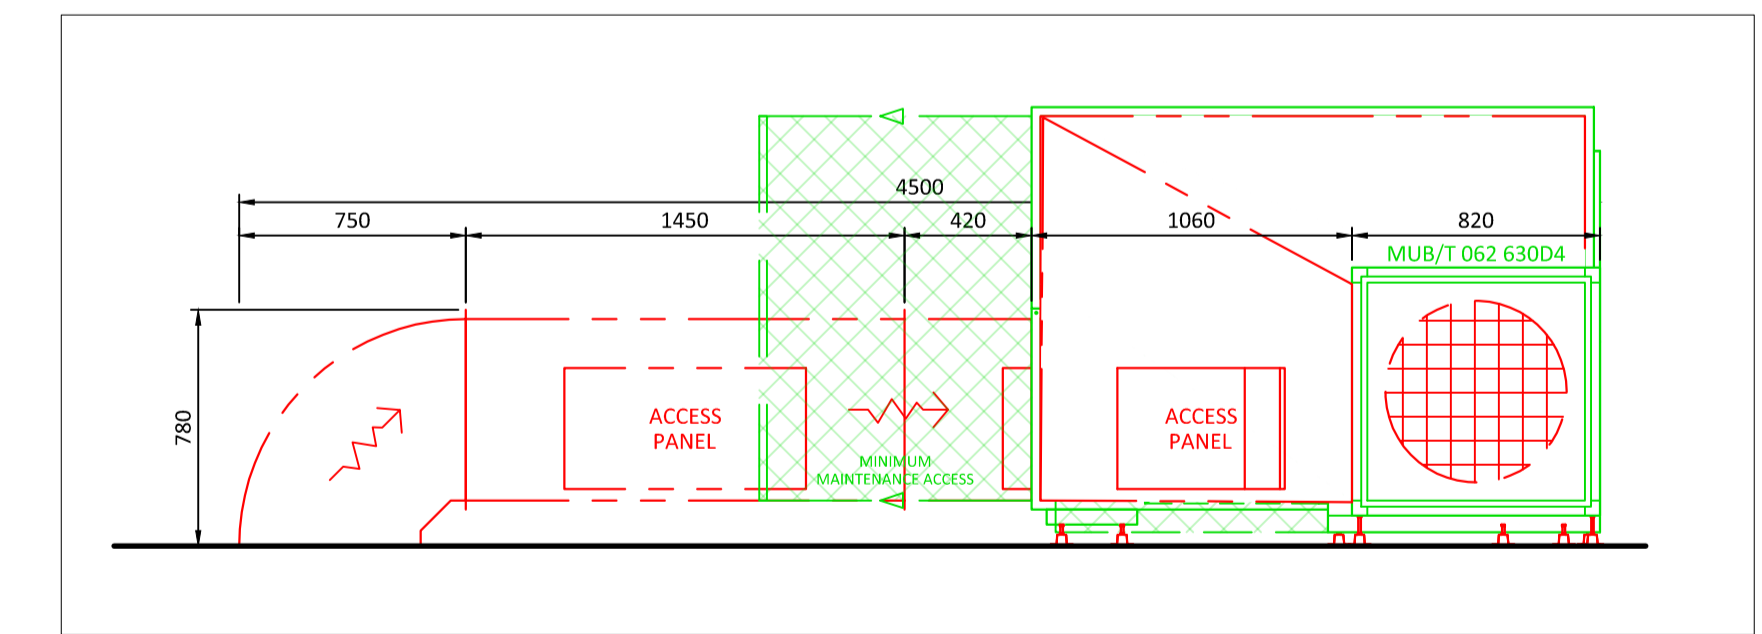 4500
750
1450
420
1060
820
MUB/T 062 630D4
780
ACCESS
PANEL
MINIMUM
MAINTENANCE ACCESS
ACCESS
PANEL